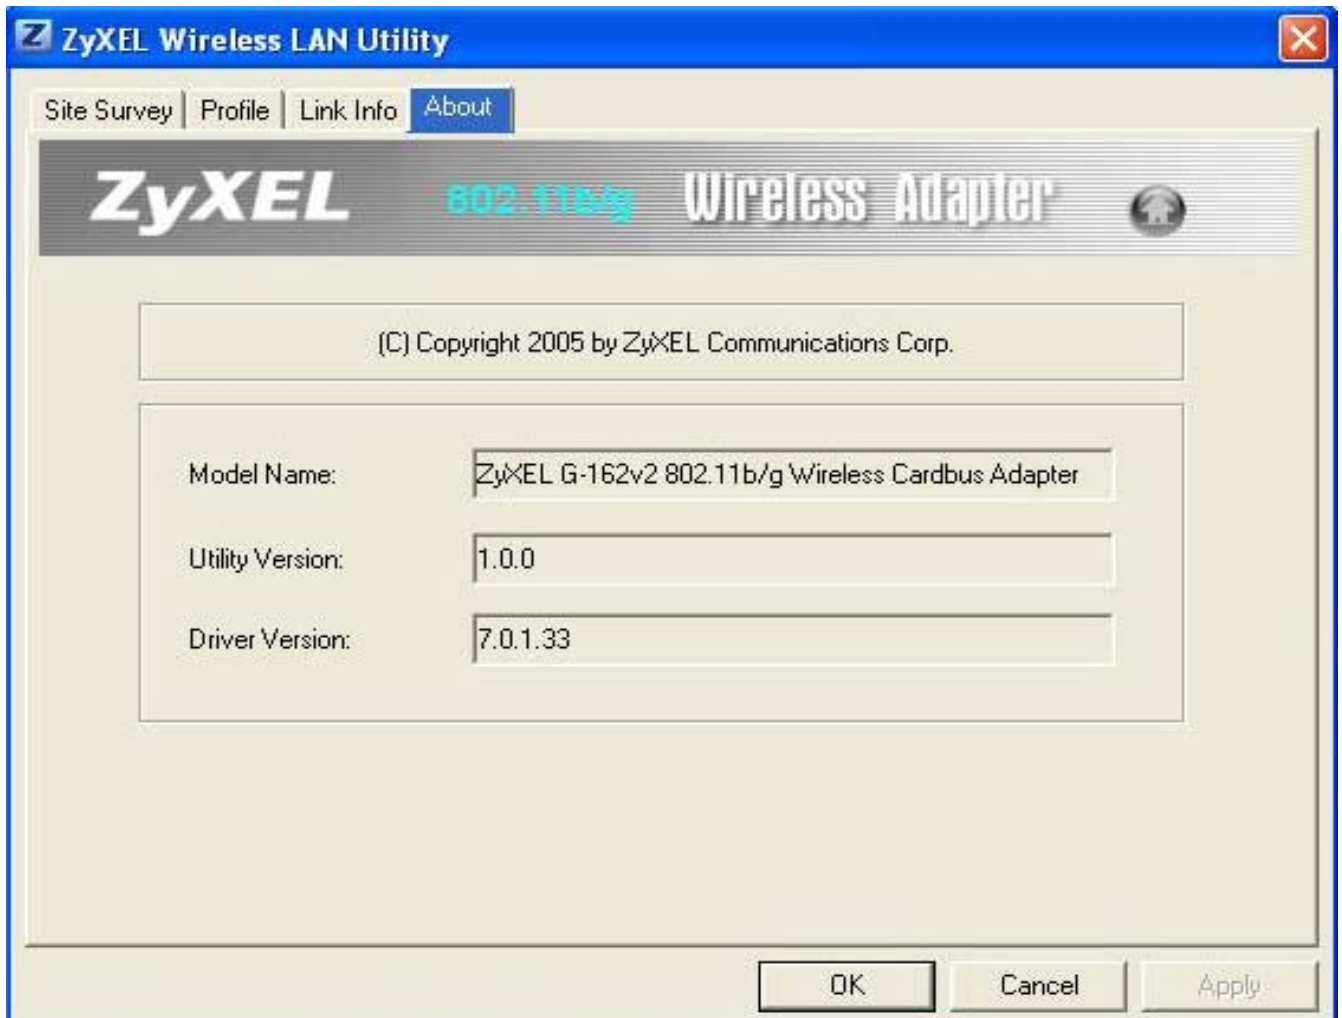 Z ZyXEL Wireless LAN Utility
Site Survey Profile Link Info About
ZyXEL 802.11b/g Wireless Adapter
(C) Copyright 2005 by ZyXEL Communications Corp.
Model Name: ZyXEL G-162v2 802.11b/g Wireless Cardbus Adapter
Utility Version: 1.0.0
Driver Version: 7.0.1.33
OK Cancel Apply